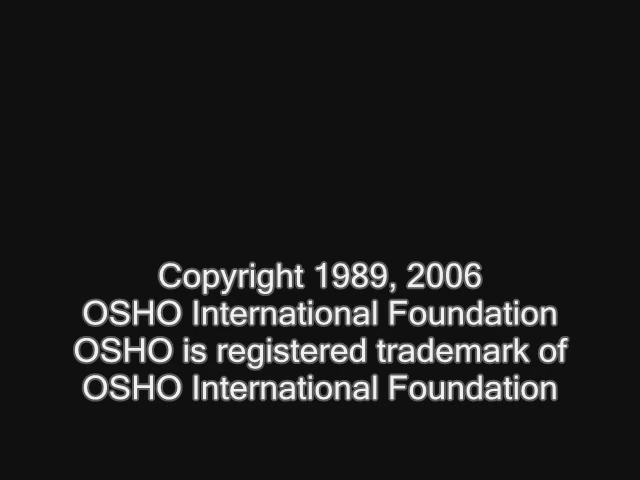 Copyright 1989, 2006
OSHO International Foundation
OSHO is registered trademark of
OSHO International Foundation